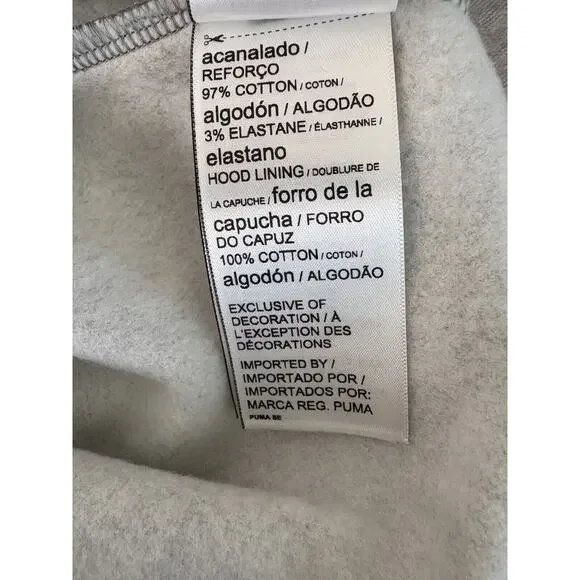 acanalado /
REFORÇO
97% COTTON / COTON /
algodón / ALGODÃO
3% ELASTANE / ÉLASTHANNE /
elastano
HOOD LINING / DOUBLURE DE
LA CAPUCHE / forro de la
capucha / FORRO
DO CAPUZ
100% COTTON / COTON /
algodón / ALGODÃO
EXCLUSIVE OF
DECORATION / À
L'EXCEPTION DES
DÉCORATIONS
IMPORTED BY /
IMPORTADO POR /
IMPORTADOS POR:
MARCA REG. PUMA
PUMA SE